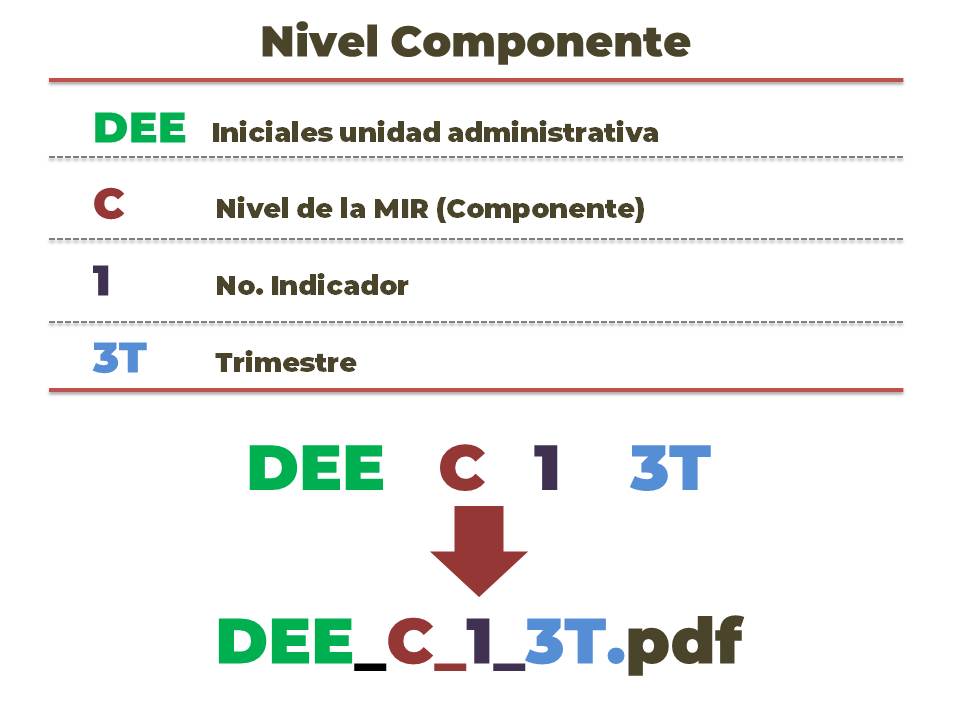 Nivel Componente
DEE Iniciales unidad administrativa
C Nivel de la MIR (Componente)
1 No. Indicador
3T Trimestre
DEE C 1 3T
DEE_C_1_3T.pdf